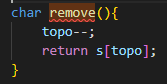 char remove(){
topo--;
return s[topo];
}